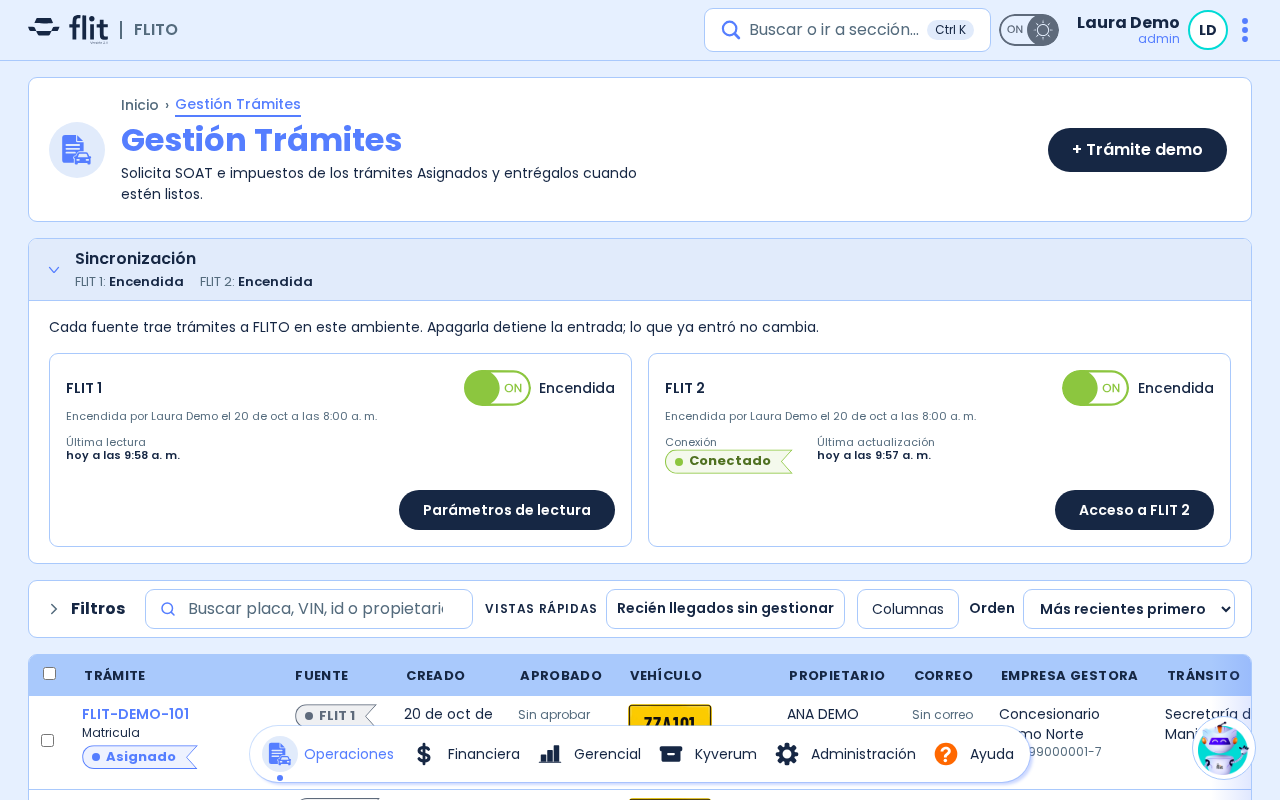 flit
FLITO
Buscar o ir a sección...
Ctrl K
ON
Laura Demo
admin
LD
Inicio › Gestión Trámites
Gestión Trámites
Solicita SOAT e impuestos de los trámites Asignados y entrégalos cuando
estén listos.
+ Trámite demo
Sincronización
FLIT 1: Encendida FLIT 2: Encendida
Cada fuente trae trámites a FLITO en este ambiente. Apagarla detiene la entrada; lo que ya entró no cambia.
FLIT 1
ON
Encendida
Encendida por Laura Demo el 20 de oct a las 8:00 a. m.
Última lectura
hoy a las 9:58 a. m.
Parámetros de lectura
FLIT 2
ON
Encendida
Encendida por Laura Demo el 20 de oct a las 8:00 a. m.
Conexión
Conectado
Última actualización
hoy a las 9:57 a. m.
Acceso a FLIT 2
Filtros
Buscar placa, VIN, id o propietari
VISTAS RÁPIDAS
Recién llegados sin gestionar
Columnas
Orden
Más recientes primero
TRÁMITE FUENTE CREADO APROBADO VEHÍCULO PROPIETARIO CORREO EMPRESA GESTORA TRÁNSITO
FLIT-DEMO-101
Matricula
Asignado
FLIT 1
20 de oct de
Sin aprobar
ZZA101
ANA DEMO
Sin correo
Concesionario
Norte
99000001-7
Secretaría d
Operaciones
Financiera
Gerencial
Kyverum
Administración
Ayuda